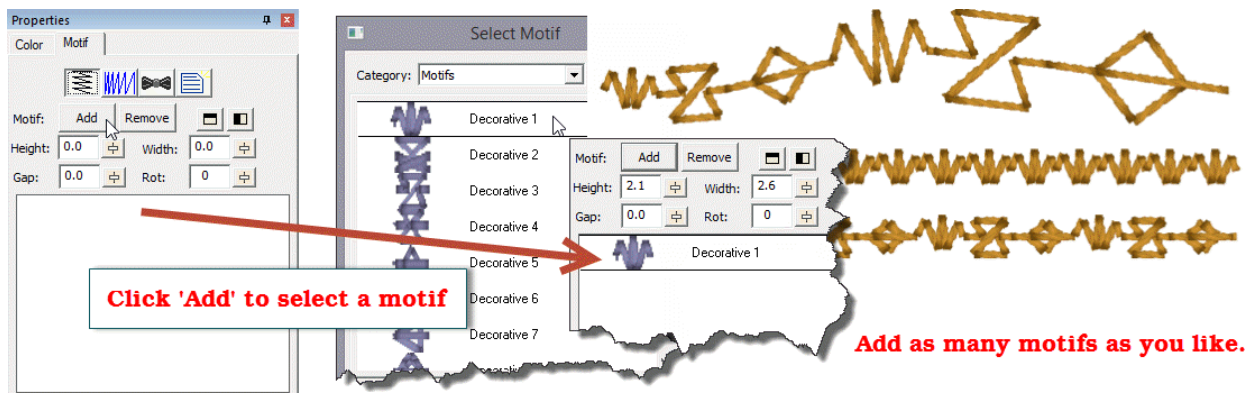 Properties
Color Motif
Motif: Add Remove
Height: 0.0 Width: 0.0
Gap: 0.0 Rot: 0
Select Motif
Category: Motifs
Decorative 1
Decorative 2
Decorative 3
Decorative 4
Decorative 5
Decorative 6
Decorative 7
Motif: Add Remove
Height: 2.1 Width: 2.6
Gap: 0.0 Rot: 0
Decorative 1
Click 'Add' to select a motif
Add as many motifs as you like.